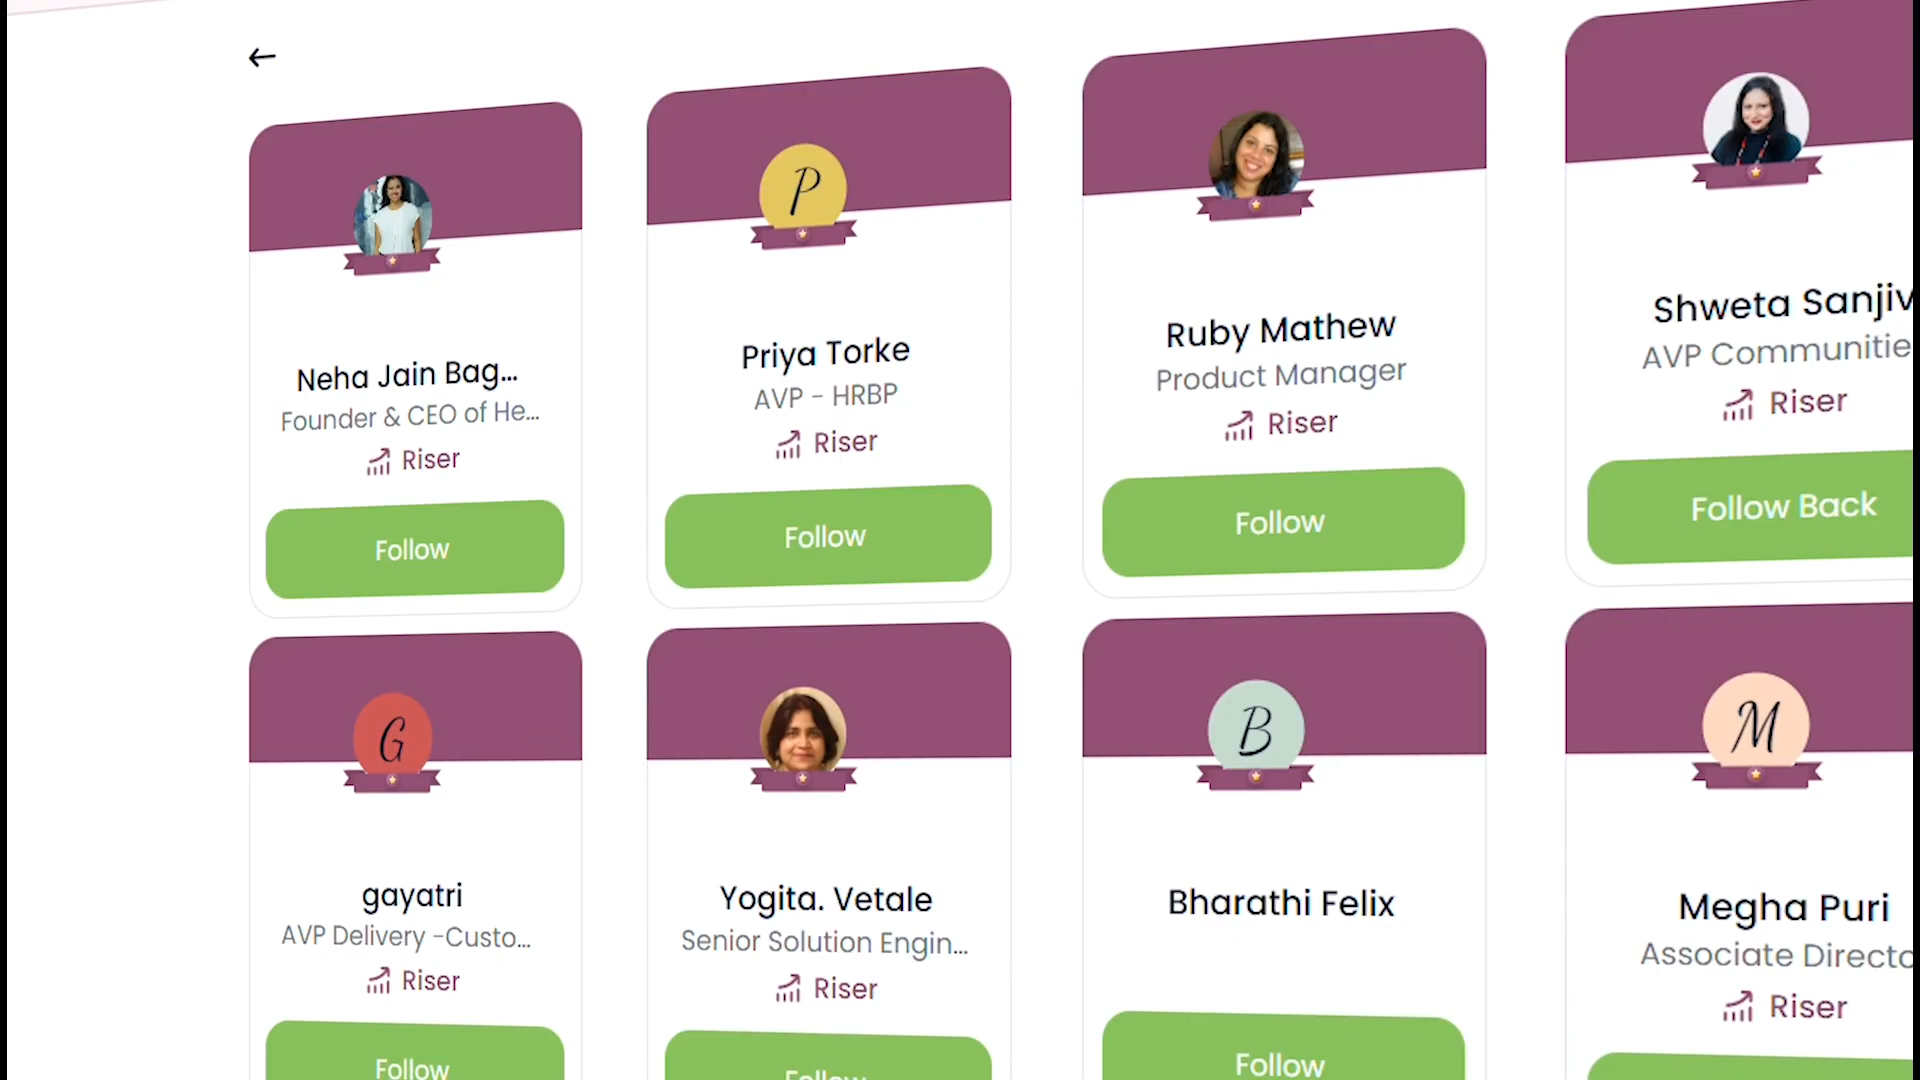 P
Neha Jain Bag...
Founder & CEO of He...
Riser
Follow
Priya Torke
AVP - HRBP
Riser
Follow
Ruby Mathew
Product Manager
Riser
Follow
Shweta Sanjiv
AVP Communitie
Riser
Follow Back
G
gayatri
AVP Delivery -Custo...
Riser
Follow
Yogita. Vetale
Senior Solution Engin...
Riser
Follow
B
Bharathi Felix
Follow
M
Megha Puri
Associate Directo
Riser